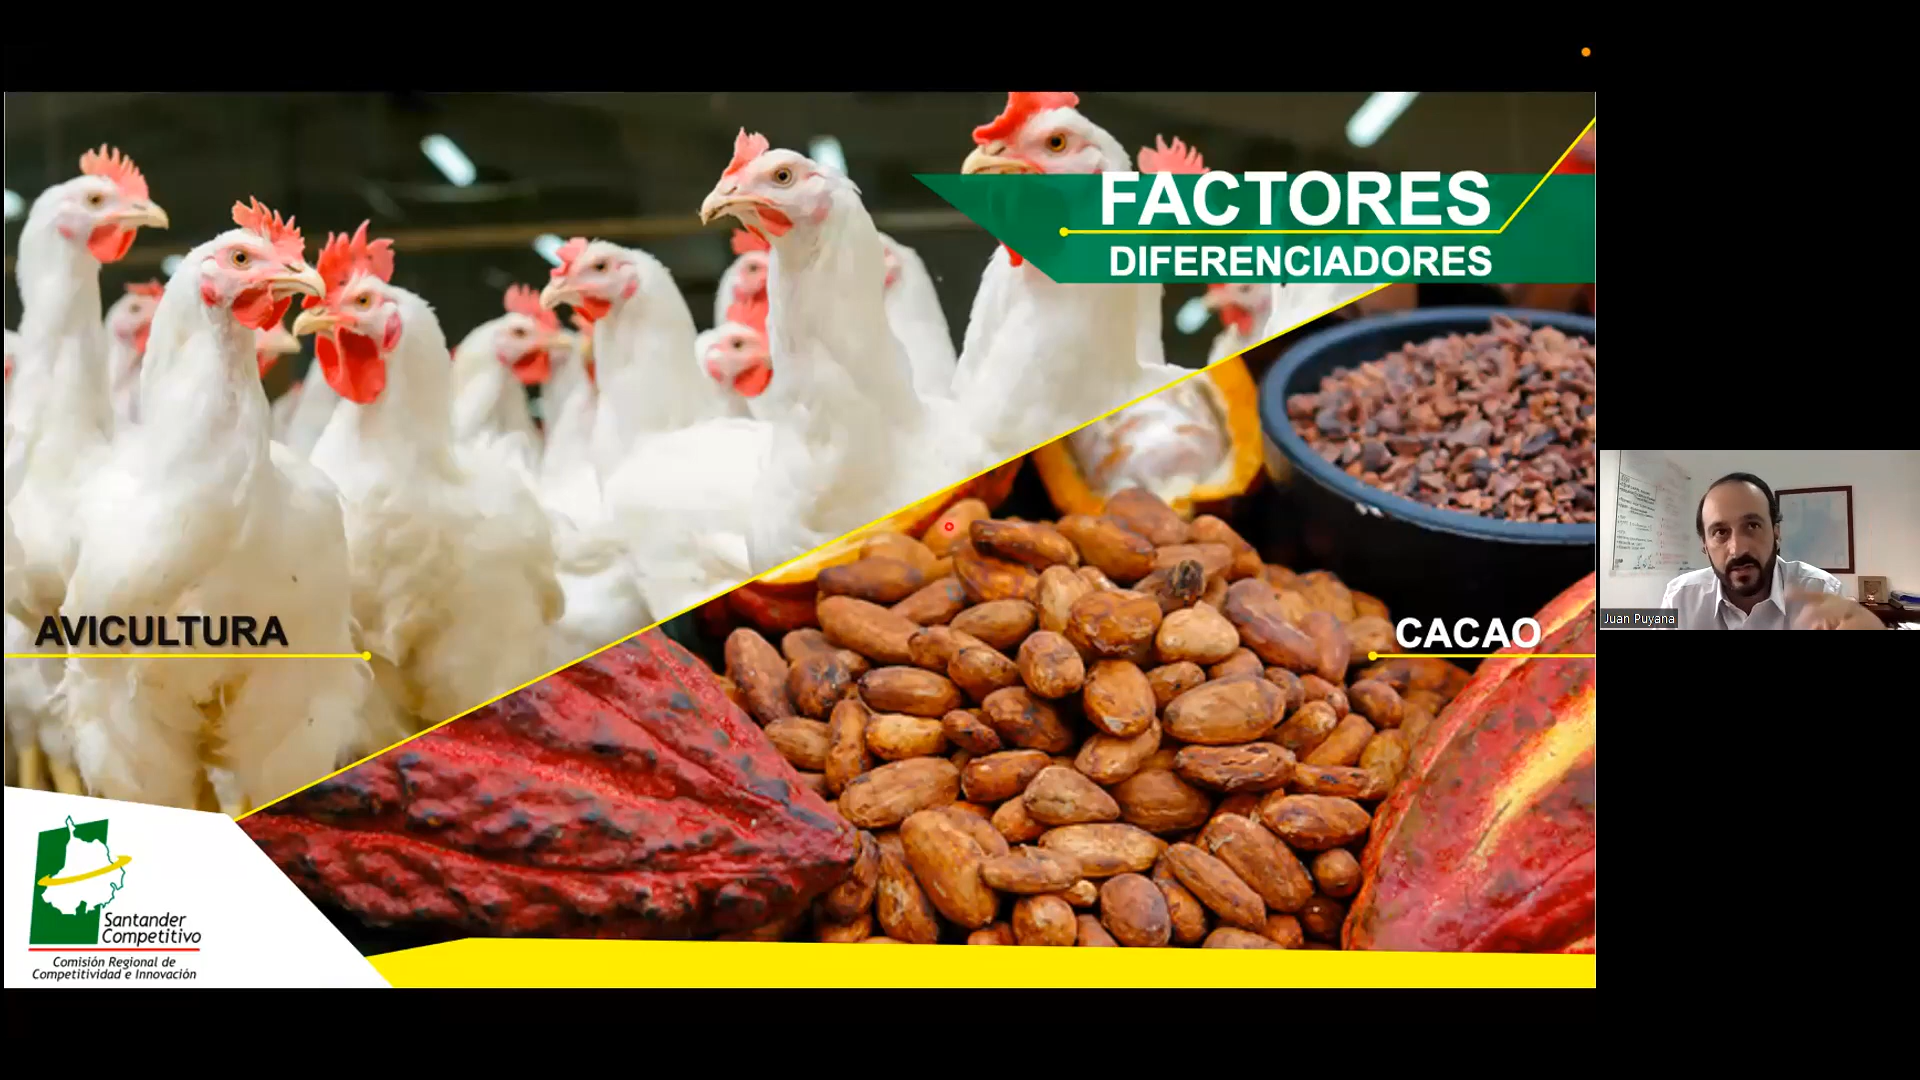 FACTORES
DIFERENCIADORES
AVICULTURA
CACAO
Santander
Competitivo
Comisión Regional de
Competitividad e Innovación
Juan Puyana